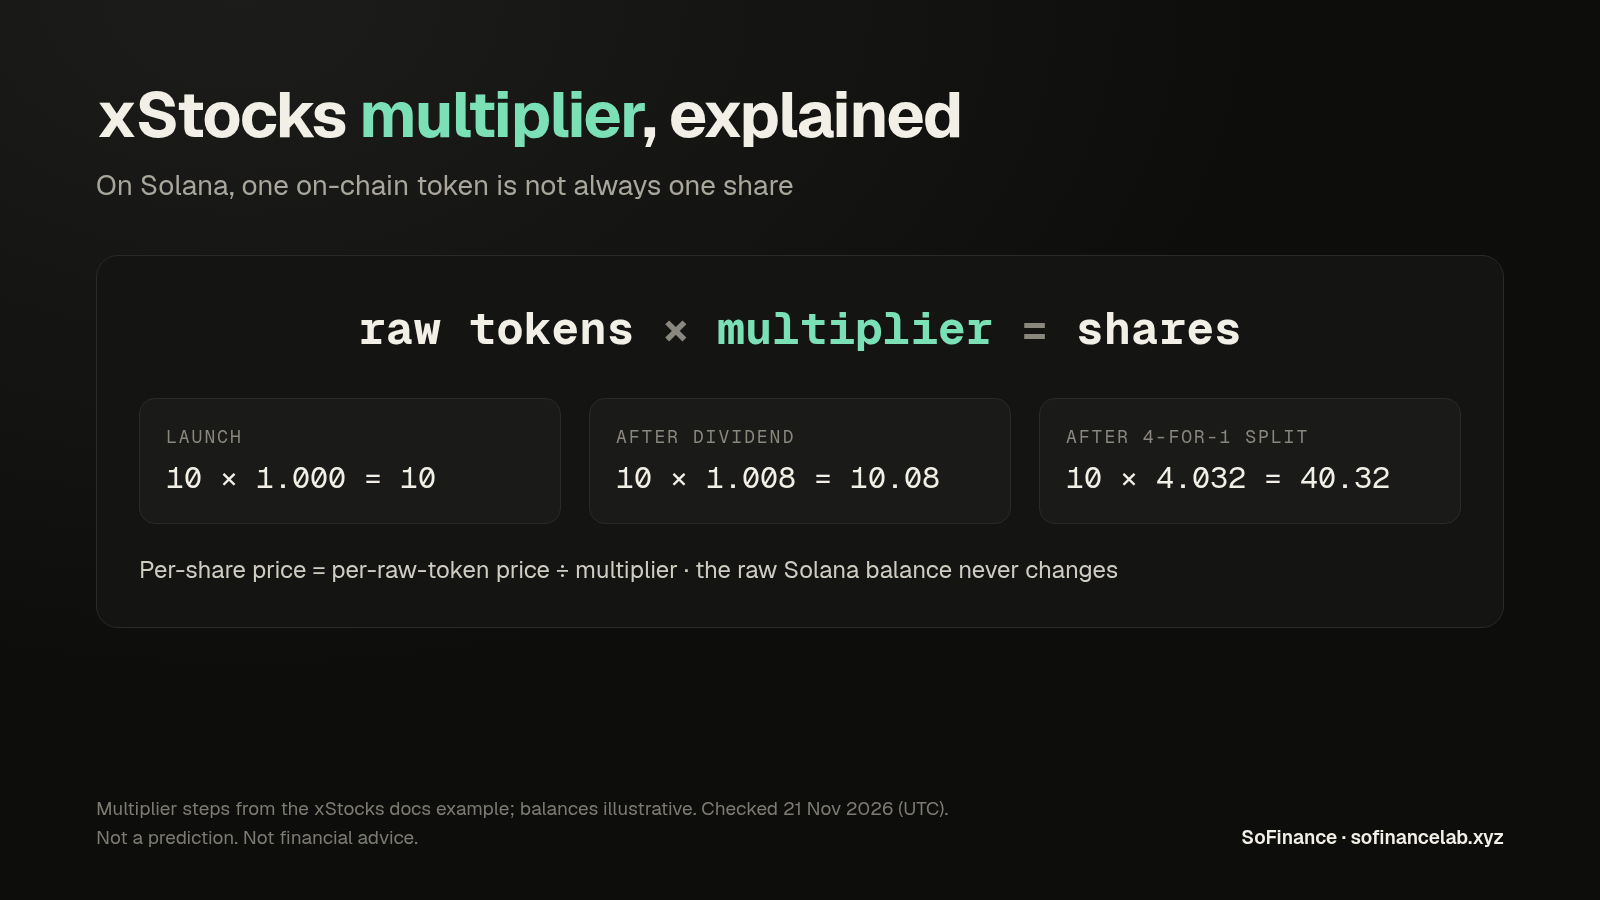 xStocks multiplier, explained
On Solana, one on-chain token is not always one share
raw tokens × multiplier = shares
LAUNCH
10 × 1.000 = 10
AFTER DIVIDEND
10 × 1.008 = 10.08
AFTER 4-FOR-1 SPLIT
10 × 4.032 = 40.32
Per-share price = per-raw-token price ÷ multiplier · the raw Solana balance never changes
Multiplier steps from the xStocks docs example; balances illustrative. Checked 21 Nov 2026 (UTC).
Not a prediction. Not financial advice.
SoFinance · sofinancelab.xyz